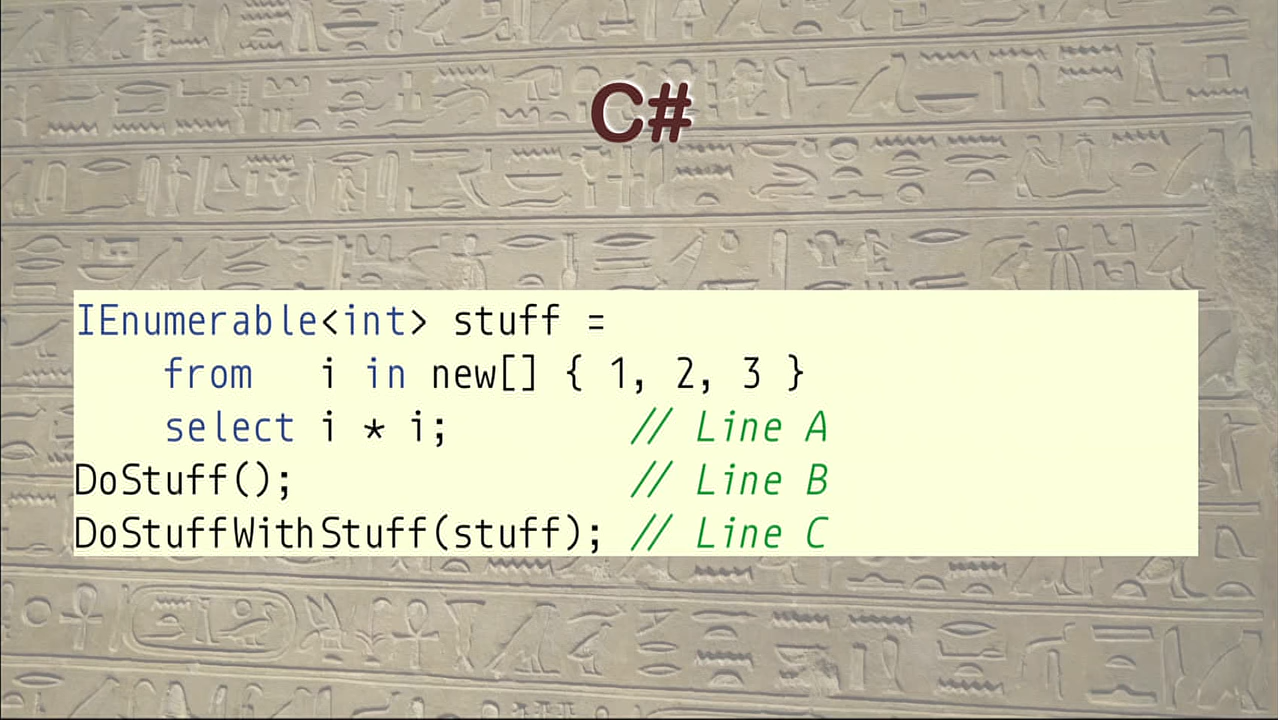 C#
IEnumerable<int> stuff =
    from   i in new[] { 1, 2, 3 }
    select i * i;        // Line A
DoStuff();               // Line B
DoStuffWithStuff(stuff); // Line C